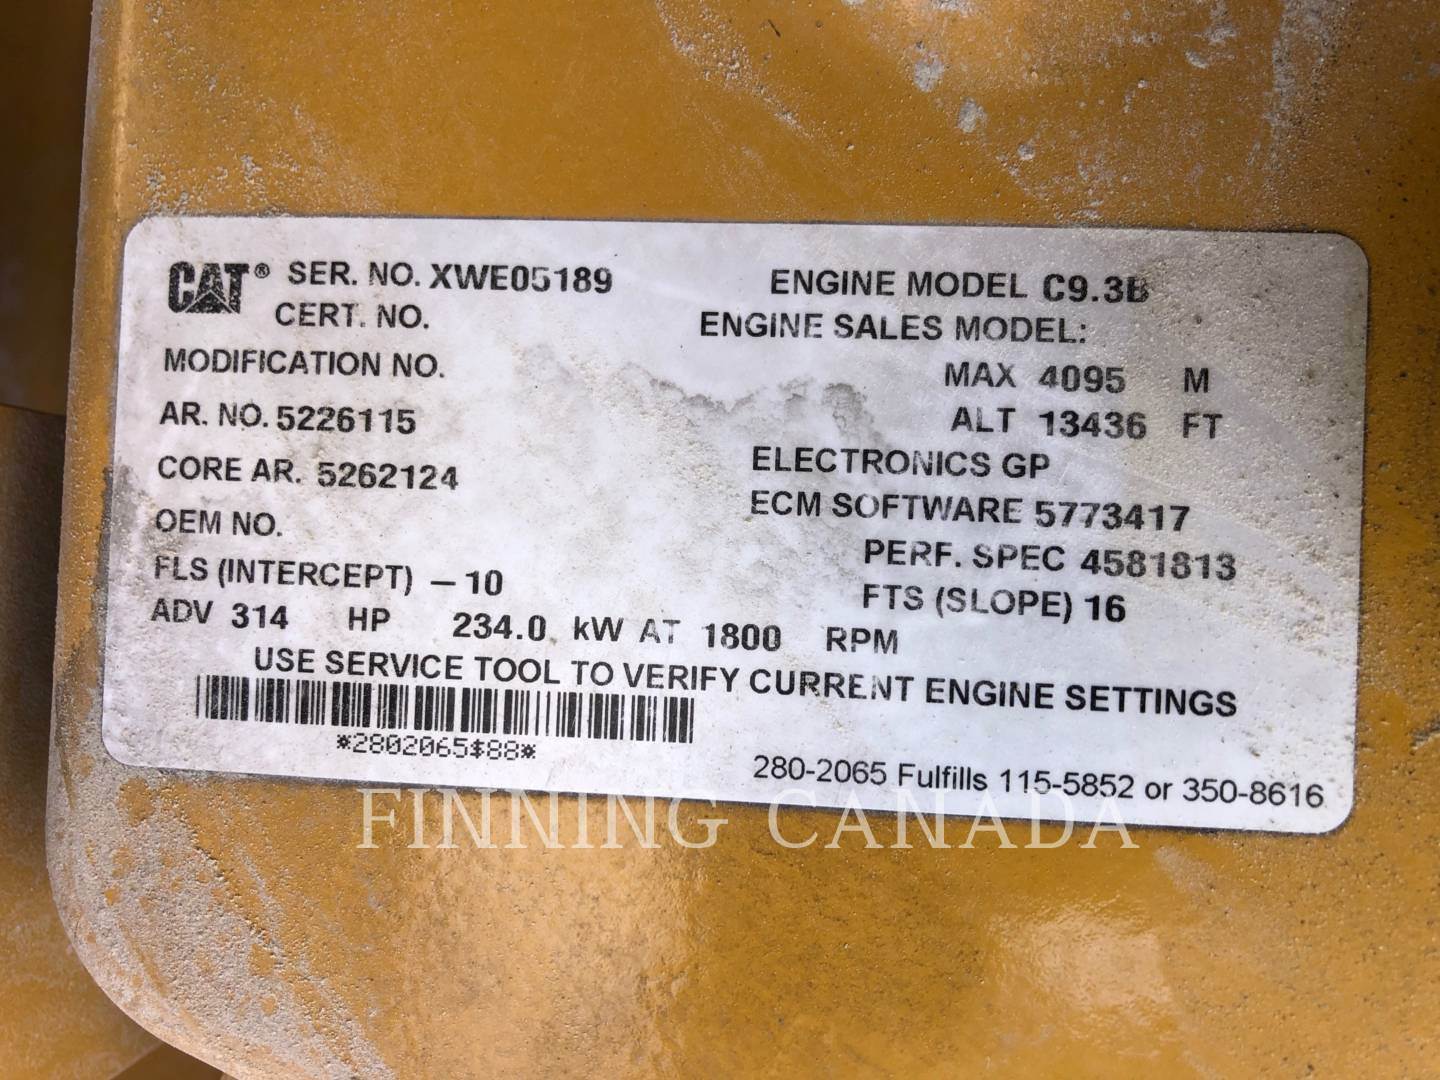 CAT® SER. NO. XWE05189 ENGINE MODEL C9.3B
CERT. NO. ENGINE SALES MODEL:
MODIFICATION NO. MAX 4095 M
AR. NO. 5226115 ALT 13436 FT
CORE AR. 5262124 ELECTRONICS GP
OEM NO. ECM SOFTWARE 5773417
FLS (INTERCEPT) -10 PERF. SPEC 4581813
FTS (SLOPE) 16
ADV 314 HP 234.0 kW AT 1800 RPM
USE SERVICE TOOL TO VERIFY CURRENT ENGINE SETTINGS
*2802065$88*
280-2065 Fulfills 115-5852 or 350-8616
FINNING CANADA